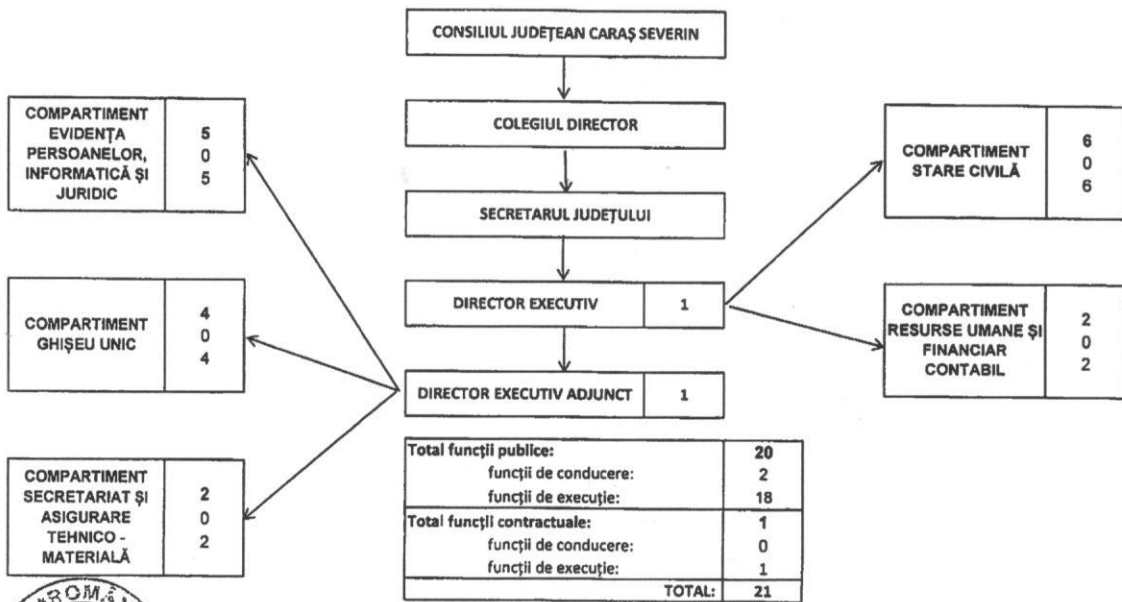 CONSILIUL JUDEȚEAN CARAȘ SEVERIN
COLEGIUL DIRECTOR
SECRETARUL JUDEȚULUI
DIRECTOR EXECUTIV 1
DIRECTOR EXECUTIV ADJUNCT 1
COMPARTIMENT
EVIDENȚA
PERSOANELOR,
INFORMATICĂ ȘI
JURIDIC
5
0
5
COMPARTIMENT
GHIȘEU UNIC
4
0
4
COMPARTIMENT
SECRETARIAT ȘI
ASIGURARE
TEHNICO -
MATERIALĂ
2
0
2
COMPARTIMENT
STARE CIVILĂ
6
0
6
COMPARTIMENT
RESURSE UMANE ȘI
FINANCIAR
CONTABIL
2
0
2
Total funcții publice: 20
funcții de conducere: 2
funcții de execuție: 18
Total funcții contractuale: 1
funcții de conducere: 0
funcții de execuție: 1
TOTAL: 21